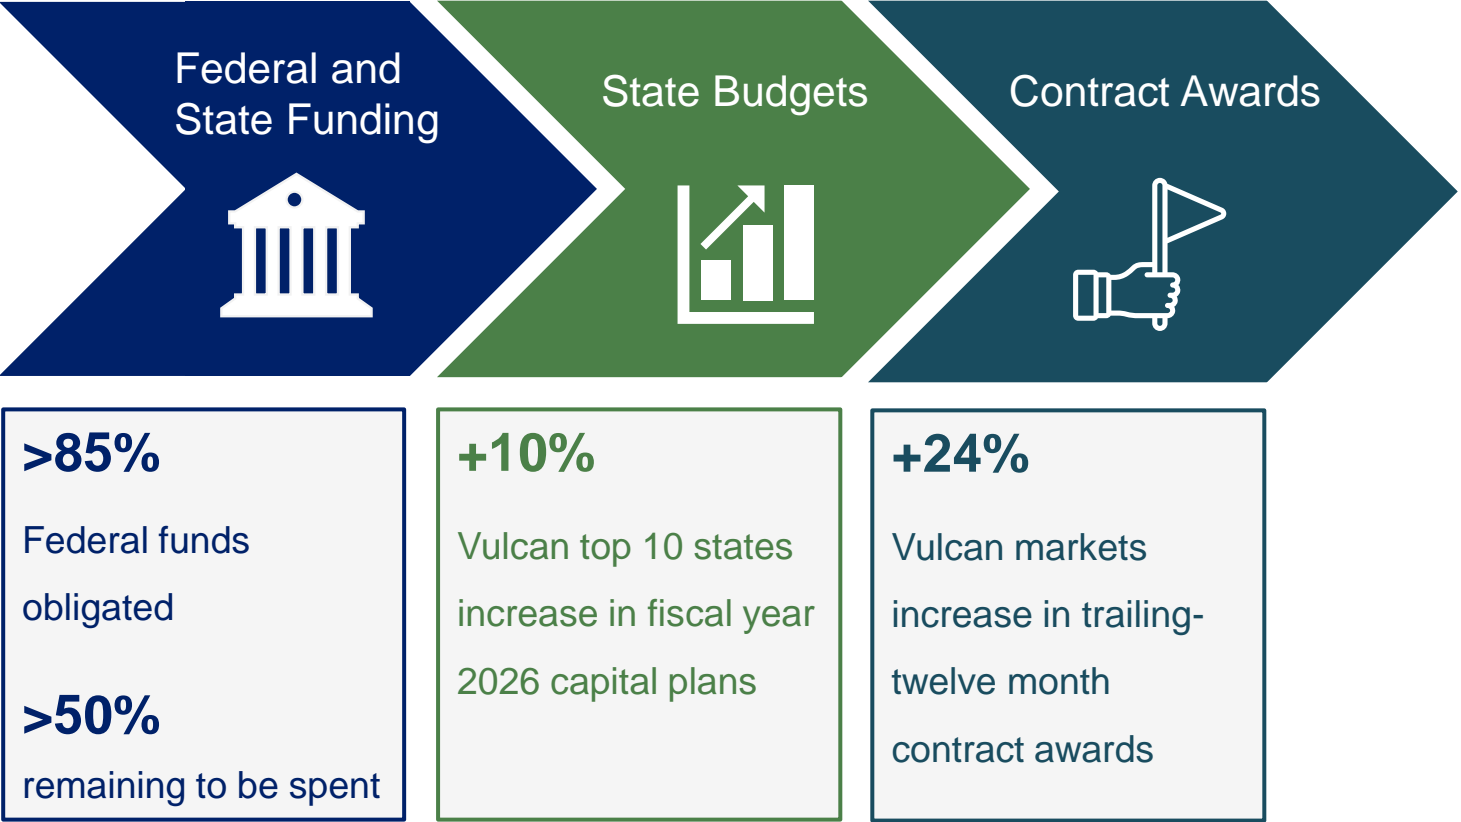 Federal and
State Funding
State Budgets
Contract Awards
>85%
Federal funds
obligated
>50%
remaining to be spent
+10%
Vulcan top 10 states
increase in fiscal year
2026 capital plans
+24%
Vulcan markets
increase in trailing-
twelve month
contract awards